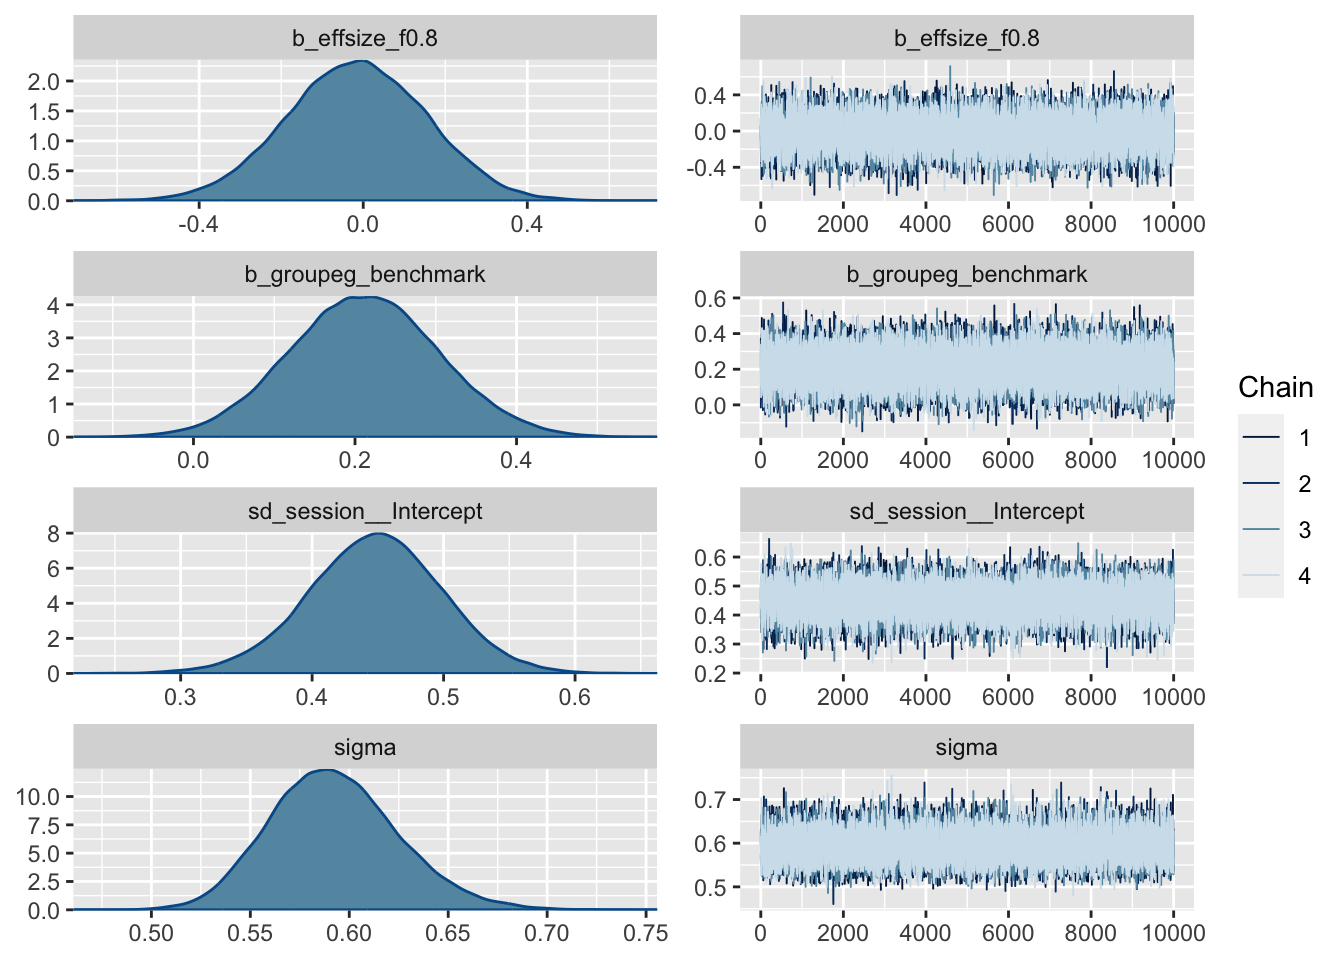 b_effsize_f0.8
2.0
1.5
1.0
0.5
0.0
-0.4 0.0 0.4
b_effsize_f0.8
0.4
0.0
-0.4
0 2000 4000 6000 8000 10000
b_groupeg_benchmark
4
3
2
1
0
0.0 0.2 0.4
b_groupeg_benchmark
0.6
0.4
0.2
0.0
0 2000 4000 6000 8000 10000
sd_session__Intercept
8
6
4
2
0
0.3 0.4 0.5 0.6
sd_session__Intercept
0.6
0.5
0.4
0.3
0.2
0 2000 4000 6000 8000 10000
sigma
10.0
7.5
5.0
2.5
0.0
0.50 0.55 0.60 0.65 0.70 0.75
sigma
0.7
0.6
0.5
0 2000 4000 6000 8000 10000
Chain
1
2
3
4